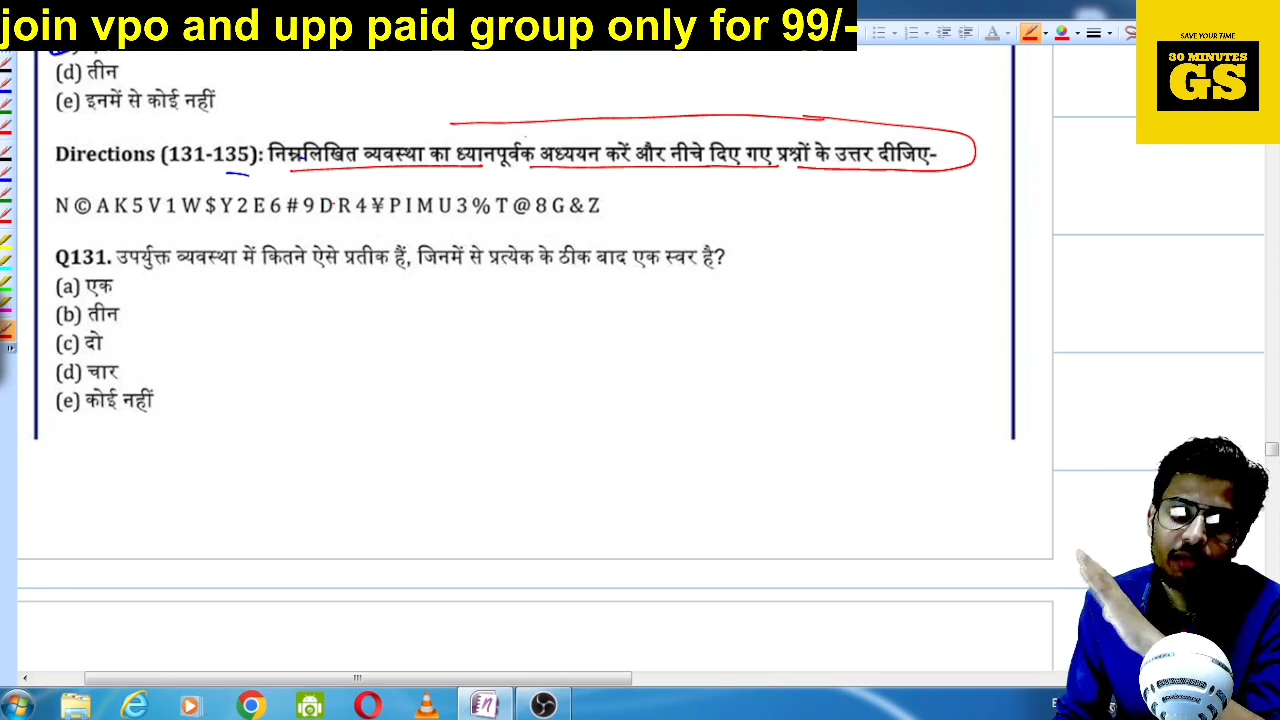 join vpo and upp paid group only for 99/-
SAVE YOUR TIME
30 MINUTES
GS
(d) तीन
(e) इनमें से कोई नहीं
Directions (131-135): निम्नलिखित व्यवस्था का ध्यानपूर्वक अध्ययन करें और नीचे दिए गए प्रश्नों के उत्तर दीजिए-
N © A K 5 V 1 W $ Y 2 E 6 # 9 D R 4 ¥ P I M U 3 % T @ 8 G & Z
Q131. उपर्युक्त व्यवस्था में कितने ऐसे प्रतीक हैं, जिनमें से प्रत्येक के ठीक बाद एक स्वर है?
(a) एक
(b) तीन
(c) दो
(d) चार
(e) कोई नहीं